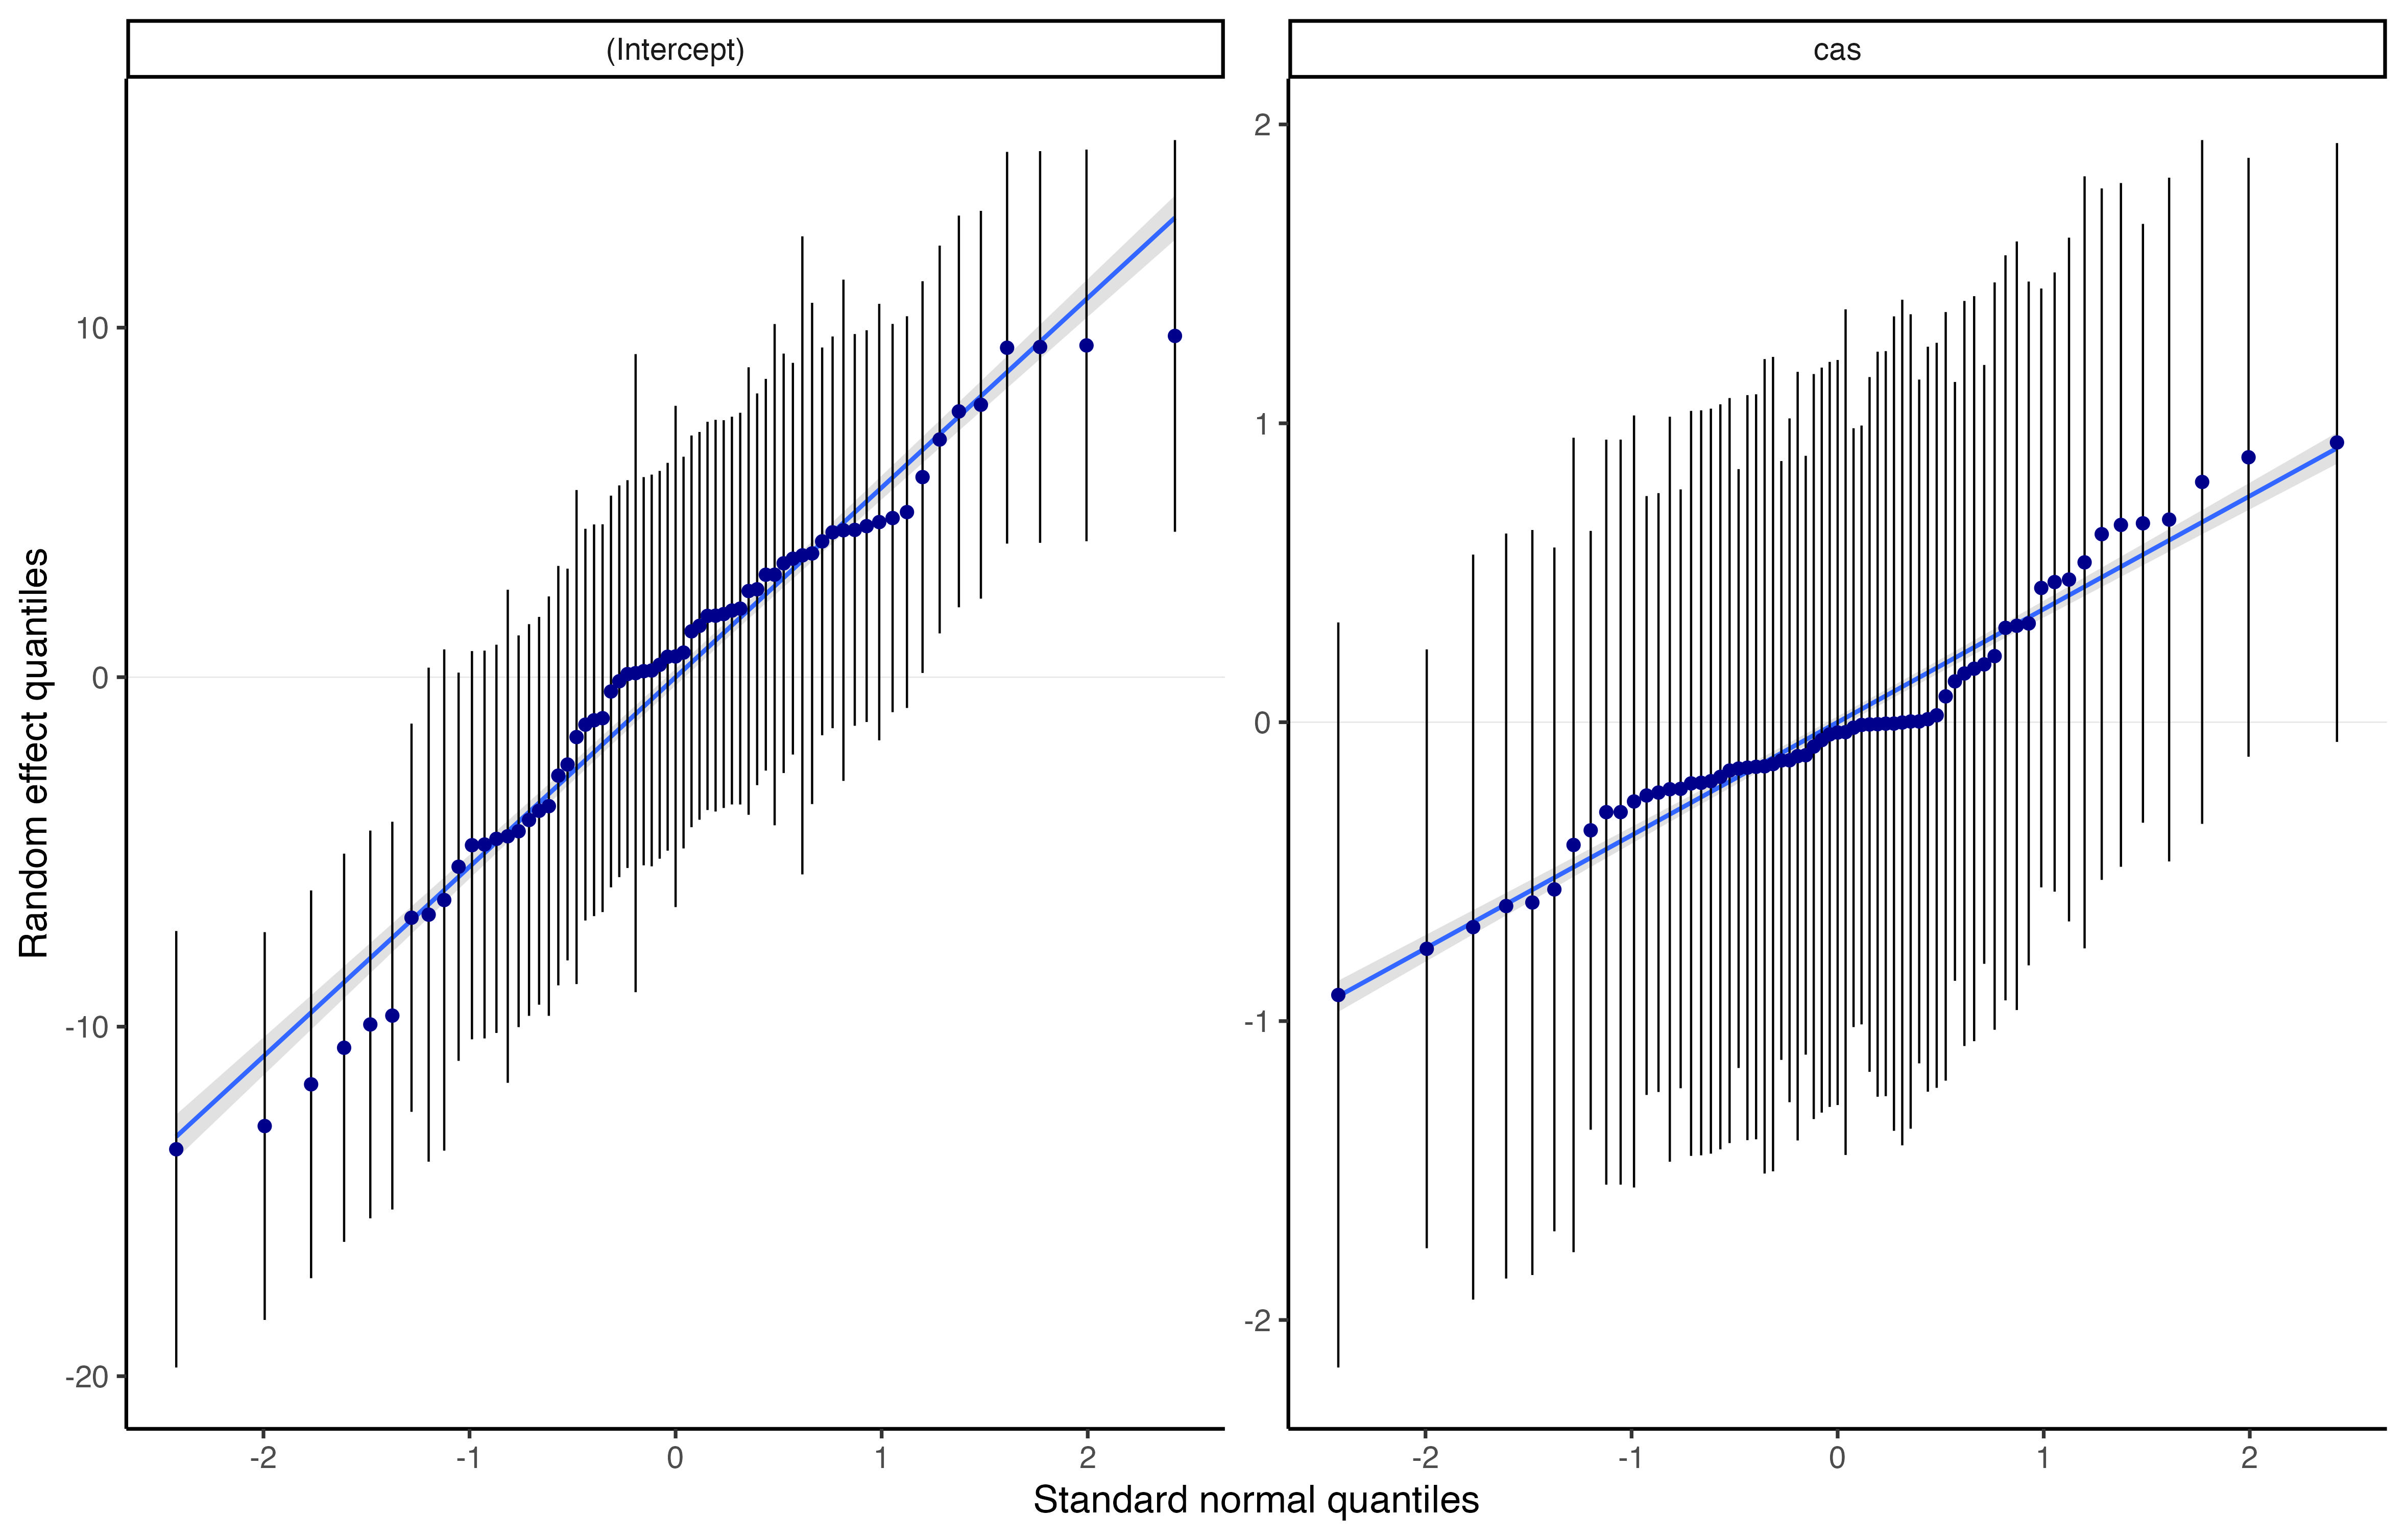 (Intercept)
cas
Random effect quantiles
10
0
-10
-20
2
1
0
-1
-2
-2 -1 0 1 2
-2 -1 0 1 2
Standard normal quantiles